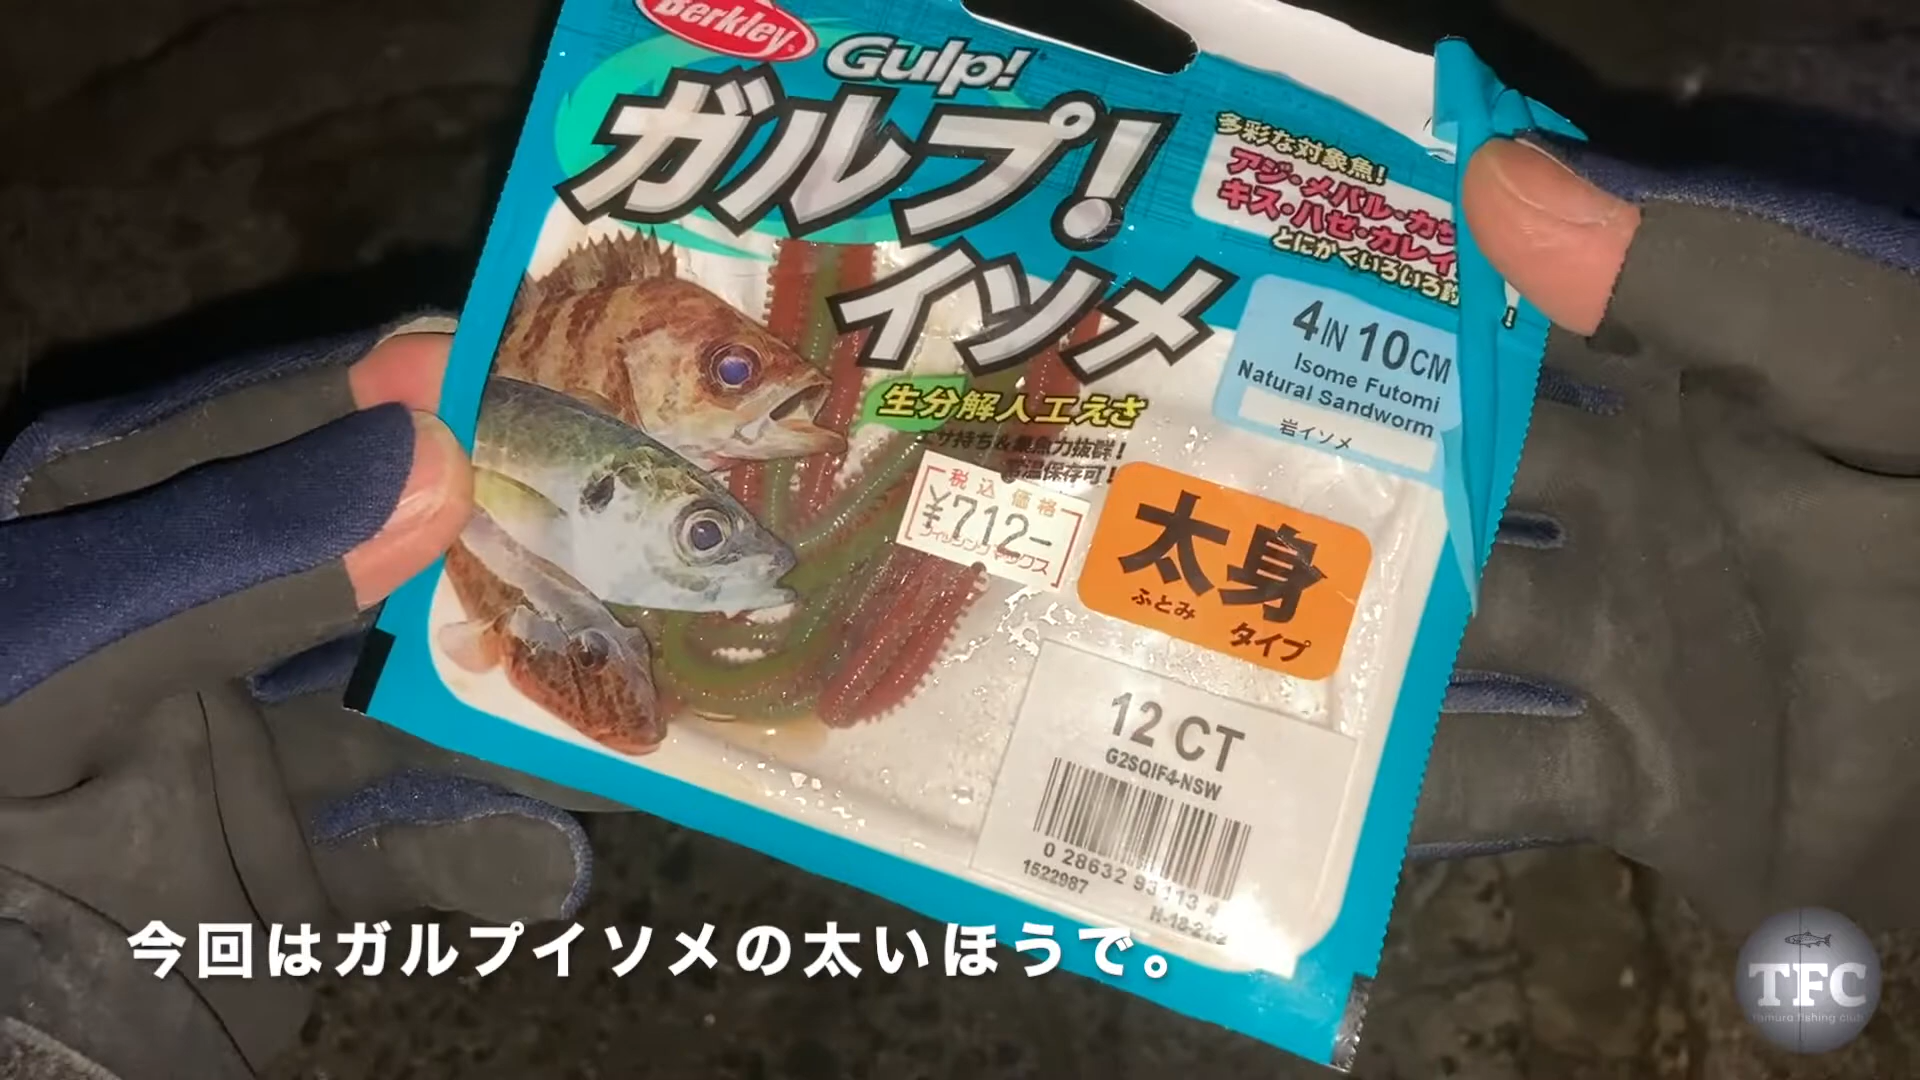 Berkley
Gulp!
ガルプ!
イソメ
多彩な対象魚!
アジ・メバル・カサ
キス・ハゼ・カレイ
とにかくいろいろ釣
!
4IN 10CM
Isome Futomi
Natural Sandworm
岩イソメ
生分解人工えさ
エサ持ち&集魚力抜群!
常温保存可!
税込価格
¥712-
フィッシングマックス
太身
ふとみ
タイプ
12 CT
G2SQIF4-NSW
0 28632 93113 4
1522987
H-18-21-2
今回はガルプイソメの太いほうで。
TFC
Tamura fishing club